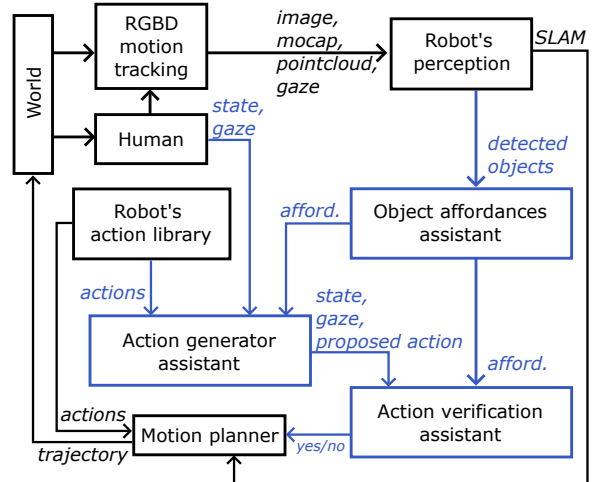 World
RGBD
motion
tracking
image,
mocap,
pointcloud,
gaze
Robot's
perception
SLAM
Human
state,
gaze
detected
objects
Robot's
action library
afford.
Object affordances
assistant
actions
state,
gaze,
proposed action
Action generator
assistant
afford.
actions
Motion planner
yes/no
Action verification
assistant
trajectory